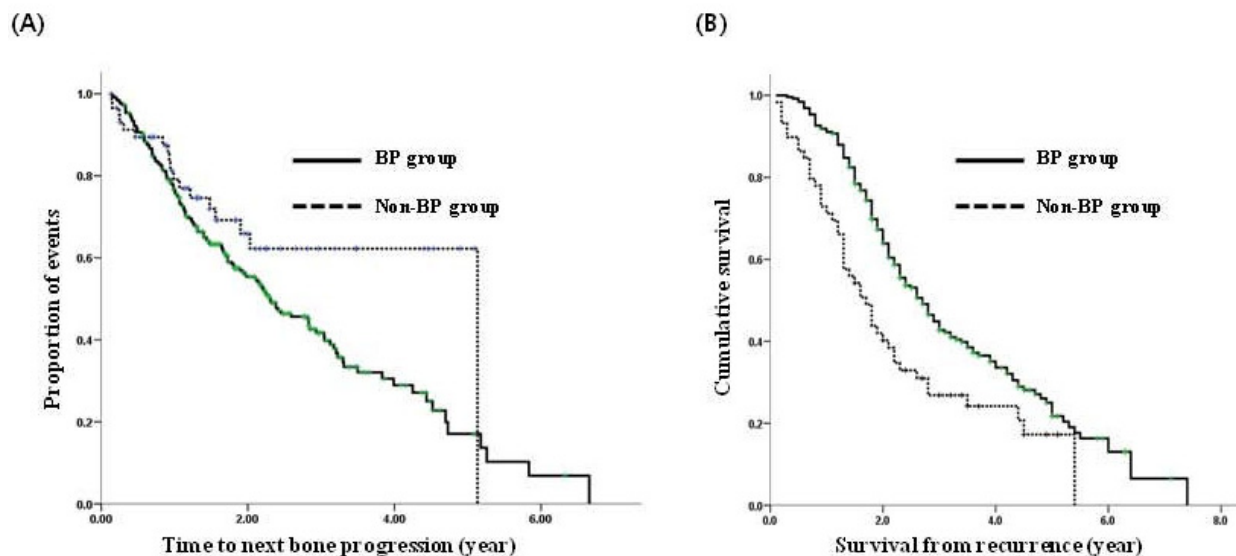 (A)
(B)
Proportion of events
1.0
0.8
0.6
0.4
0.2
0.0
BP group
Non-BP group
0.00 2.00 4.00 6.00
Time to next bone progression (year)
Cumulative survival
1.0
0.8
0.6
0.4
0.2
0.0
BP group
Non-BP group
0.0 2.0 4.0 6.0 8.0
Survival from recurrence (year)